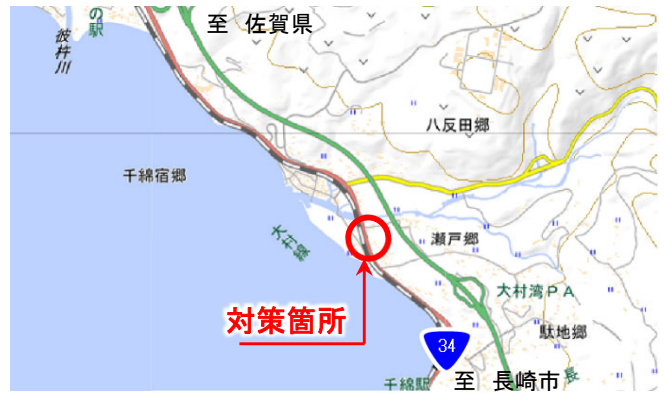 の駅
至 佐賀県
彼杵川
八反田郷
千綿宿郷
大村線
瀬戸郷
大村湾PA
対策箇所
駄地郷
34
千綿駅
至 長崎市
長